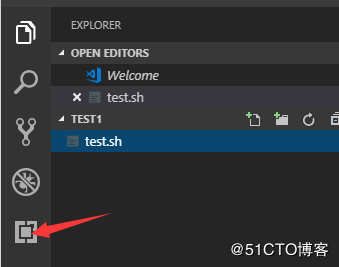 EXPLORER
OPEN EDITORS
Welcome
test.sh
TEST1
test.sh
@51CTO博客